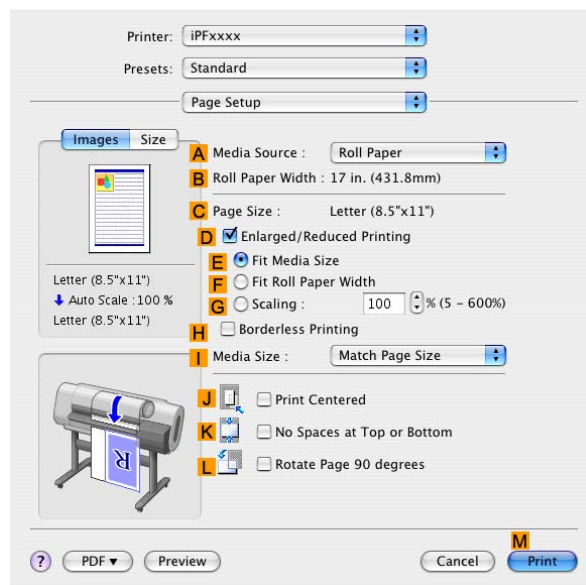 Printer: iPFxxxx
Presets: Standard
Page Setup
Images Size
A Media Source : Roll Paper
B Roll Paper Width : 17 in. (431.8mm)
C Page Size : Letter (8.5"x11")
D Enlarged/Reduced Printing
E Fit Media Size
F Fit Roll Paper Width
G Scaling : 100 % (5 - 600%)
H Borderless Printing
I Media Size : Match Page Size
J Print Centered
K No Spaces at Top or Bottom
L Rotate Page 90 degrees
Letter (8.5"x11")
Auto Scale :100 %
Letter (8.5"x11")
R
M
? PDF Preview Cancel Print